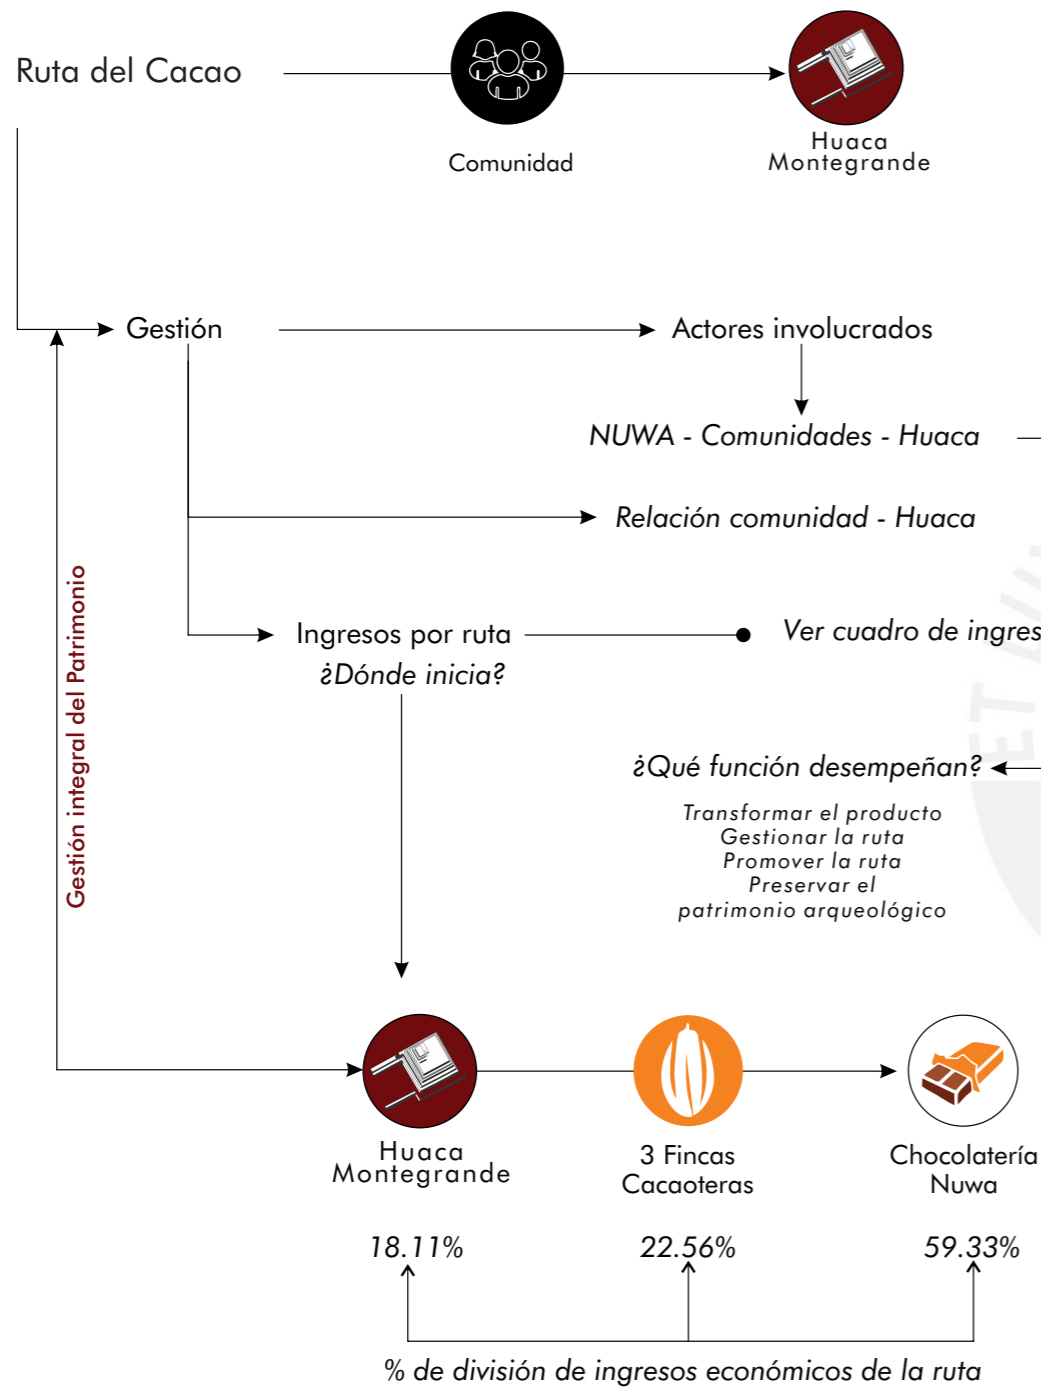 Ruta del Cacao
Comunidad
Huaca
Montegrande
Gestión
Actores involucrados
NUWA - Comunidades - Huaca
Relación comunidad - Huaca
Gestión integral del Patrimonio
Ingresos por ruta
¿Dónde inicia?
Ver cuadro de ingres
ET LU
¿Qué función desempeñan?
Transformar el producto
Gestionar la ruta
Promover la ruta
Preservar el
patrimonio arqueológico
Huaca
Montegrande
3 Fincas
Cacaoteras
Chocolatería
Nuwa
18.11%
22.56%
59.33%
% de división de ingresos económicos de la ruta